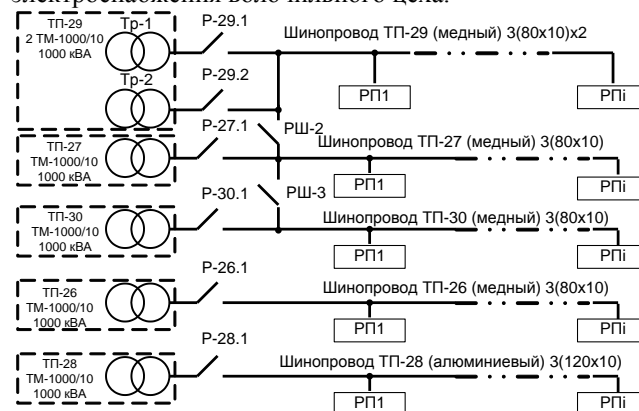 электроснабжения волочильного цеха.
ТП-29
2 ТМ-1000/10
1000 кВА
Тр-1
Р-29.1
Шинопровод ТП-29 (медный) 3(80х10)х2
Тр-2
Р-29.2
РП1
РПi
Р-27.1
РШ-2
ТП-27
ТМ-1000/10
1000 кВА
Шинопровод ТП-27 (медный) 3(80х10)
РП1
РПi
Р-30.1
РШ-3
ТП-30
ТМ-1000/10
1000 кВА
Шинопровод ТП-30 (медный) 3(80х10)
РП1
РПi
Р-26.1
ТП-26
ТМ-1000/10
1000 кВА
Шинопровод ТП-26 (медный) 3(80х10)
РП1
РПi
Р-28.1
ТП-28
ТМ-1000/10
1000 кВА
Шинопровод ТП-28 (алюминиевый) 3(120х10)
РП1
РПi